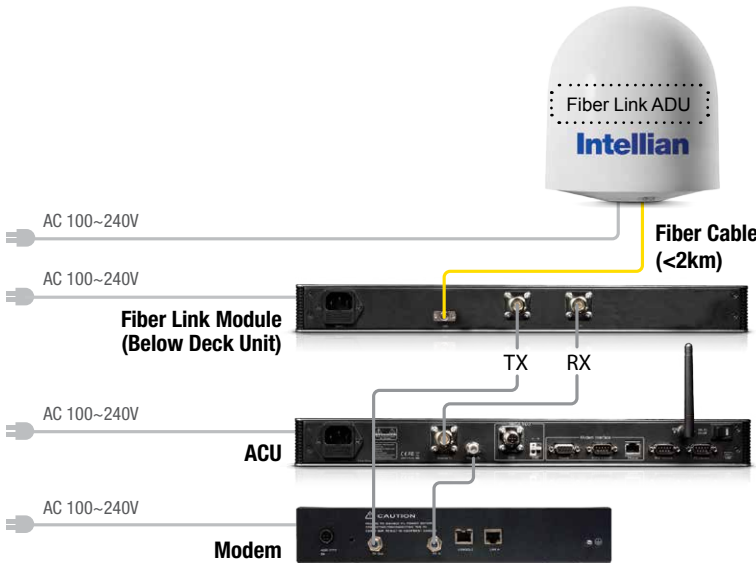 Fiber Link ADU
Intellian
AC 100~240V
Fiber Cable
(<2km)
AC 100~240V
Fiber Link Module
(Below Deck Unit)
TX
RX
AC 100~240V
ACU
AC 100~240V
CAUTION
Modem